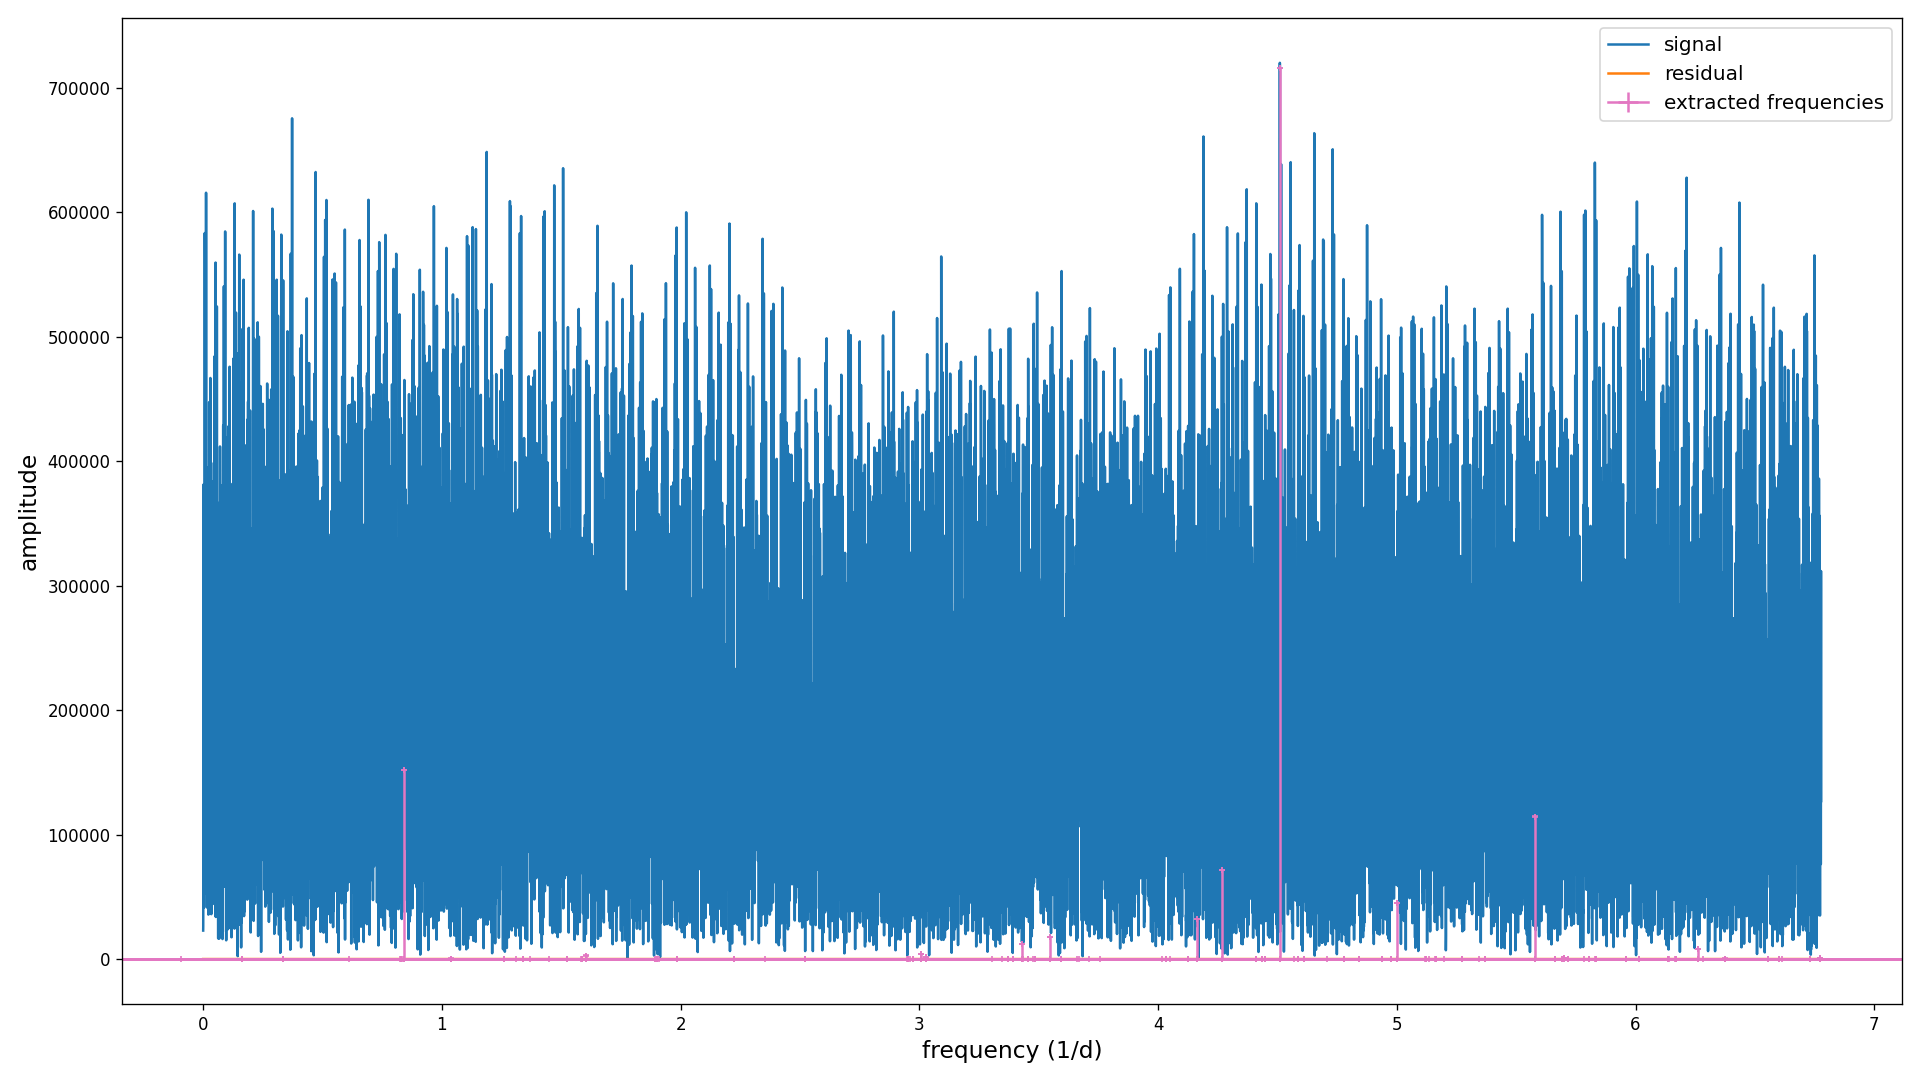 signal
residual
extracted frequencies
amplitude
700000
600000
500000
400000
300000
200000
100000
0
0 1 2 3 4 5 6 7
frequency (1/d)